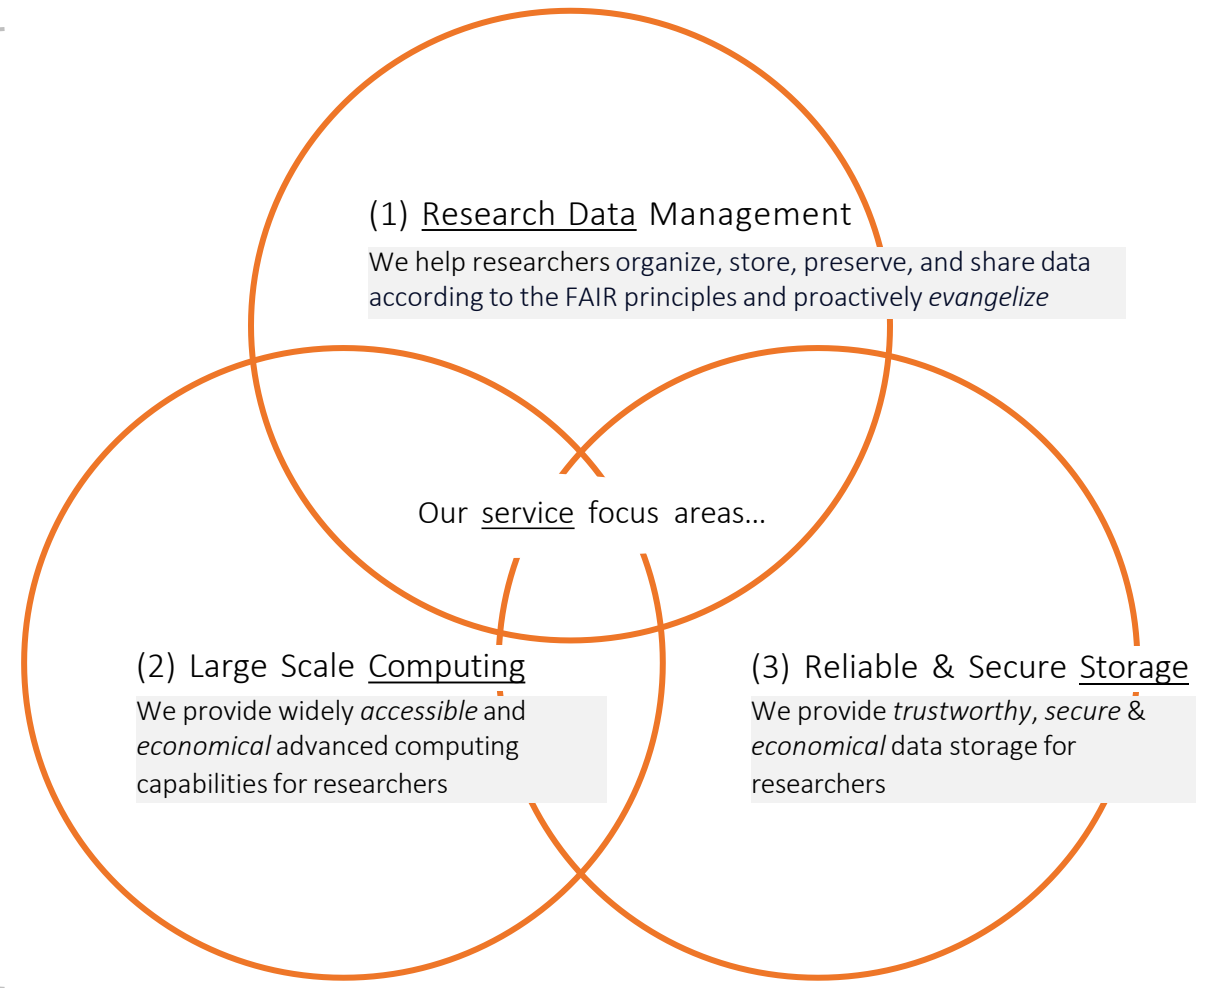 (1) Research Data Management
We help researchers organize, store, preserve, and share data
according to the FAIR principles and proactively evangelize
Our service focus areas...
(2) Large Scale Computing
We provide widely accessible and
economical advanced computing
capabilities for researchers
(3) Reliable & Secure Storage
We provide trustworthy, secure &
economical data storage for
researchers